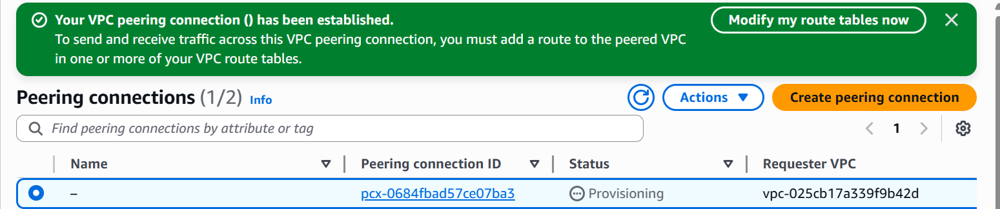 Your VPC peering connection () has been established.
To send and receive traffic across this VPC peering connection, you must add a route to the peered VPC
in one or more of your VPC route tables.
Modify my route tables now
Peering connections (1/2) Info
Actions
Create peering connection
Find peering connections by attribute or tag
1
Name Peering connection ID Status Requester VPC
– pcx-0684fbad57ce07ba3 Provisioning vpc-025cb17a339f9b42d